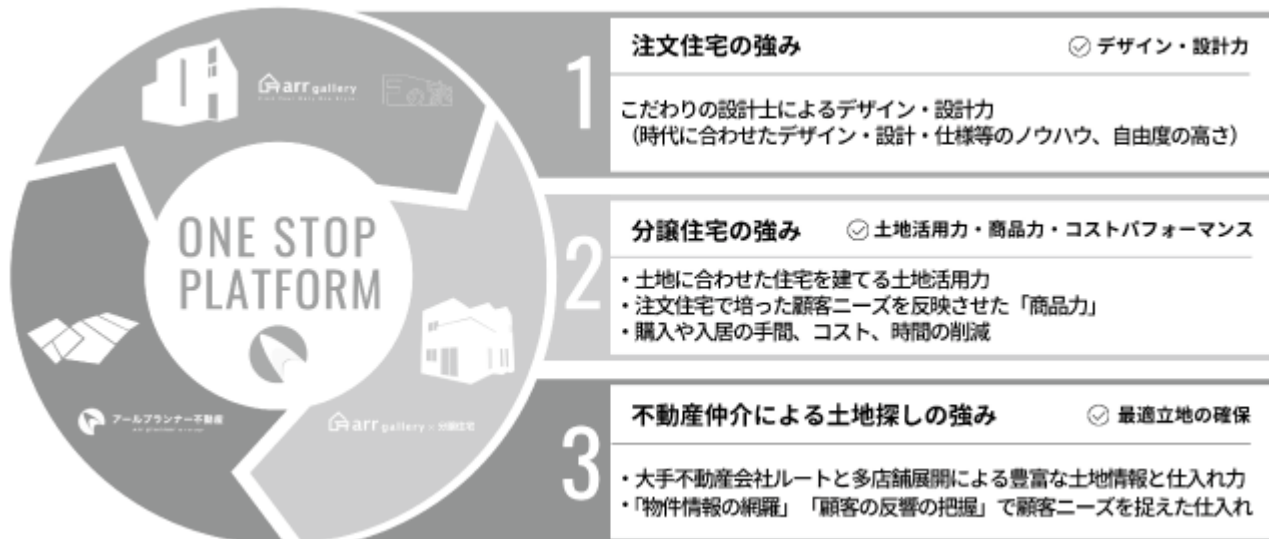 arr gallery
ONE STOP
PLATFORM
アールプランナー不動産
arr gallery × 分譲住宅
1
注文住宅の強み
デザイン・設計力
こだわりの設計士によるデザイン・設計力
（時代に合わせたデザイン・設計・仕様等のノウハウ、自由度の高さ）
2
分譲住宅の強み
土地活用力・商品力・コストパフォーマンス
・土地に合わせた住宅を建てる土地活用力
・注文住宅で培った顧客ニーズを反映させた「商品力」
・購入や入居の手間、コスト、時間の削減
3
不動産仲介による土地探しの強み
最適立地の確保
・大手不動産会社ルートと多店舗展開による豊富な土地情報と仕入れ力
・「物件情報の網羅」「顧客の反響の把握」で顧客ニーズを捉えた仕入れ